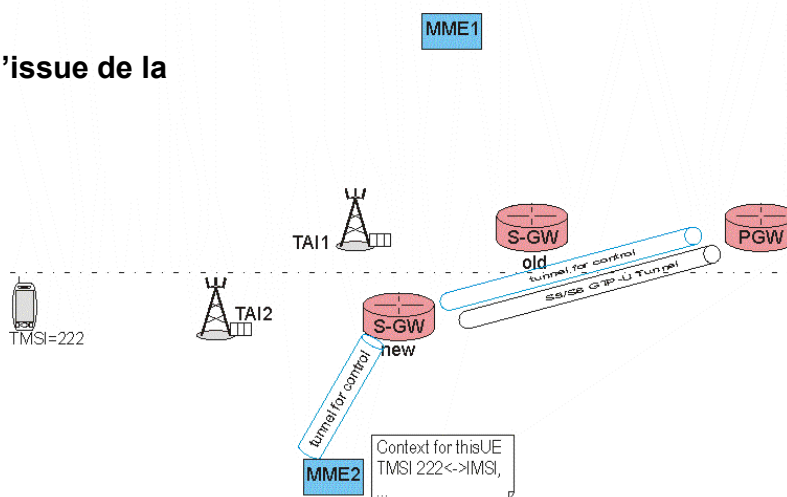 MME1
’issue de la
TAI1
S-GW
old
PGW
tunnel for control
S5/S8 GTP-U Tunnel
TMSI=222
TAI2
S-GW
new
tunnel for control
MME2
Context for thisUE
TMSI 222<->IMSI,
...